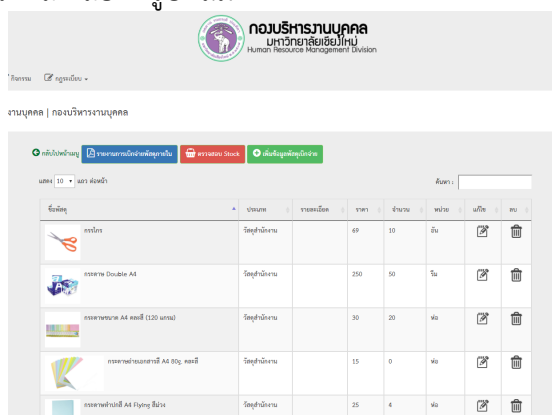 กองบริหารงานบุคคล
มหาวิทยาลัยเชียงใหม่
Human Resource Management Division
กิจกรรม กฎระเบียบ
งานบุคคล | กองบริหารงานบุคคล
กลับไปหน้าเมนู รายงานการเบิกจ่ายพัสดุภายใน ตรวจสอบ Stock เพิ่มข้อมูลพัสดุเบิกจ่าย
แสดง 10 แถว ต่อหน้า ค้นหา :
ชื่อพัสดุ ประเภท รายละเอียด ราคา จำนวน หน่วย แก้ไข ลบ
กรรไกร วัสดุสำนักงาน 69 10 อัน
กระดาษ Double A4 วัสดุสำนักงาน 250 50 รีม
กระดาษขนาด A4 คละสี (120 แกรม) วัสดุสำนักงาน 30 20 ห่อ
กระดาษถ่ายเอกสารสี A4 80g. คละสี วัสดุสำนักงาน 15 0 ห่อ
กระดาษทำปกสี A4 Flying สีม่วง วัสดุสำนักงาน 25 4 ห่อ